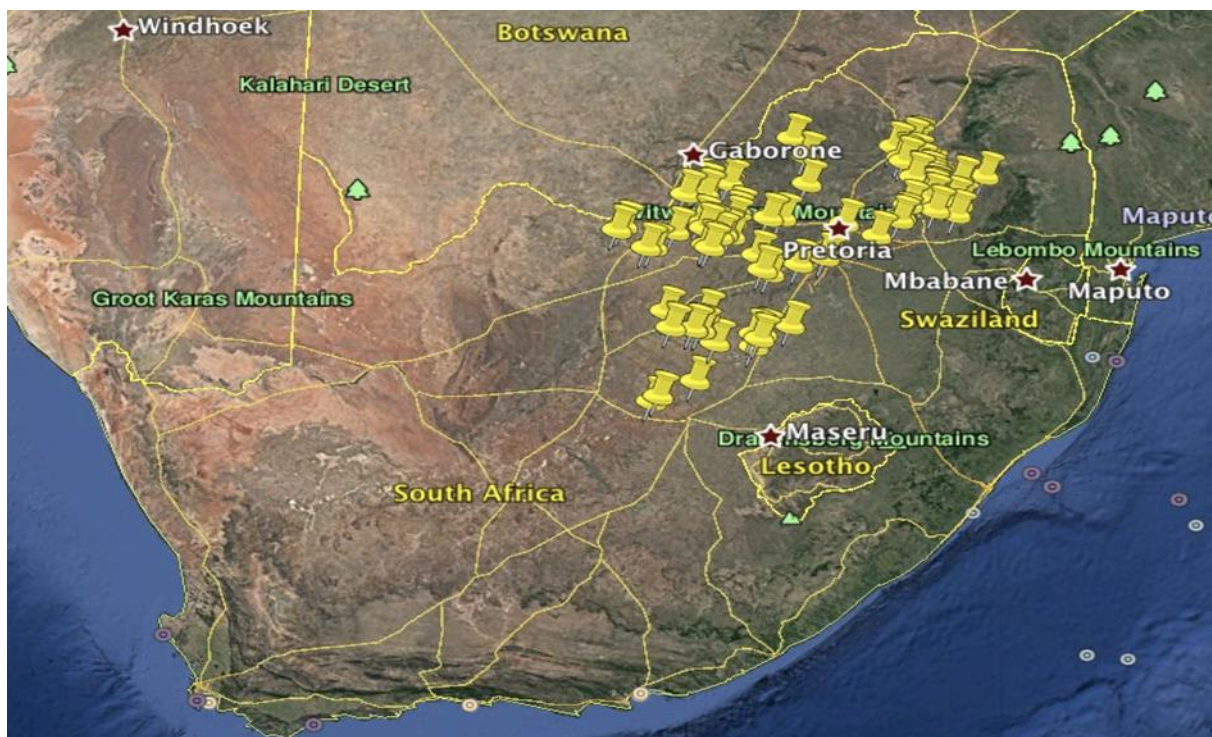 Windhoek
Botswana
Kalahari Desert
Gaborone
Maputo
Pretoria
Lebombo Mountains
Mbabane
Maputo
Groot Karas Mountains
Swaziland
Maseru
Mountains
Lesotho
South Africa